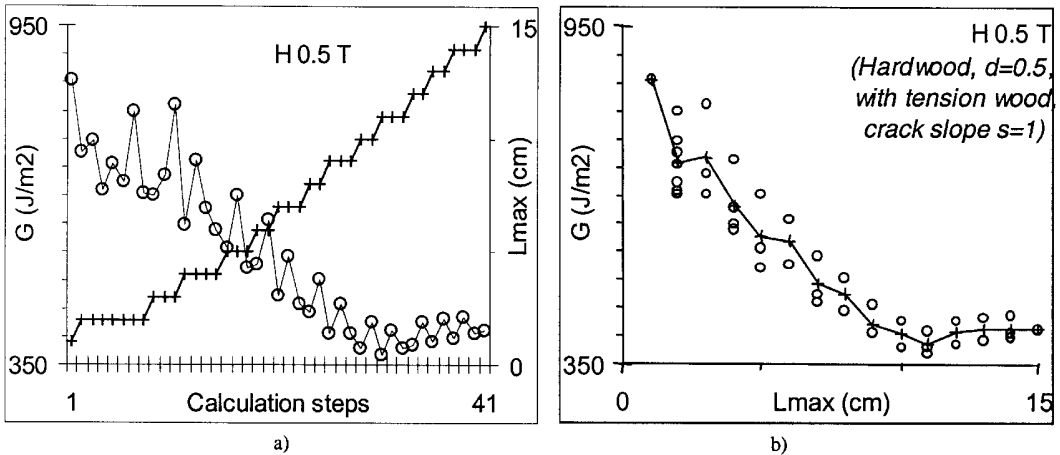 950
G (J/m2)
350
H 0.5 T
15
Lmax (cm)
0
1
Calculation steps
41
a)
950
G (J/m2)
350
H 0.5 T
(Hardwood, d=0.5,
with tension wood,
crack slope s=1)
0
Lmax (cm)
15
b)